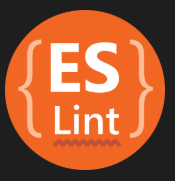 { ES }
Lint